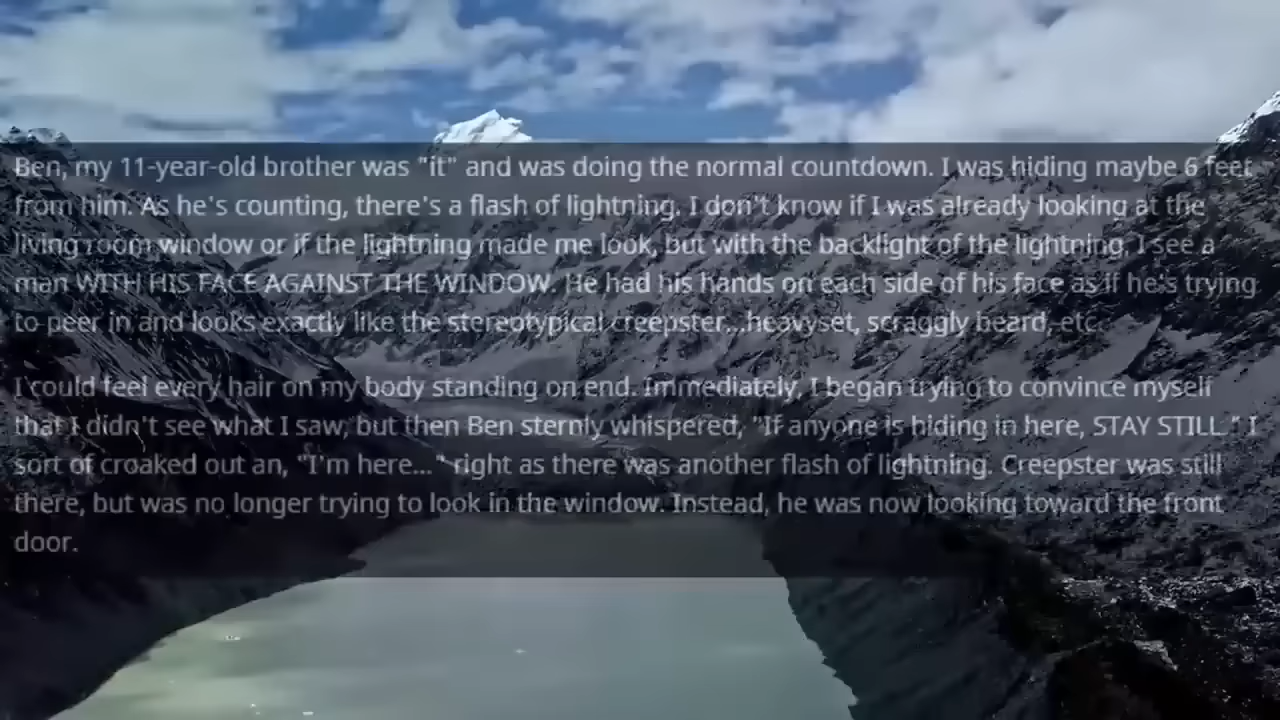 Ben, my 11-year-old brother was "it" and was doing the normal countdown. I was hiding maybe 6 feet
from him. As he's counting, there's a flash of lightning. I don't know if I was already looking at the
living room window or if the lightning made me look, but with the backlight of the lightning, I see a
man WITH HIS FACE AGAINST THE WINDOW. He had his hands on each side of his face as if he's trying
to peer in and looks exactly like the stereotypical creepster...heavyset, scraggly beard, etc.
I could feel every hair on my body standing on end. Immediately, I began trying to convince myself
that I didn't see what I saw, but then Ben sternly whispered, "If anyone is hiding in here, STAY STILL." I
sort of croaked out an, "I'm here..." right as there was another flash of lightning. Creepster was still
there, but was no longer trying to look in the window. Instead, he was now looking toward the front
door.